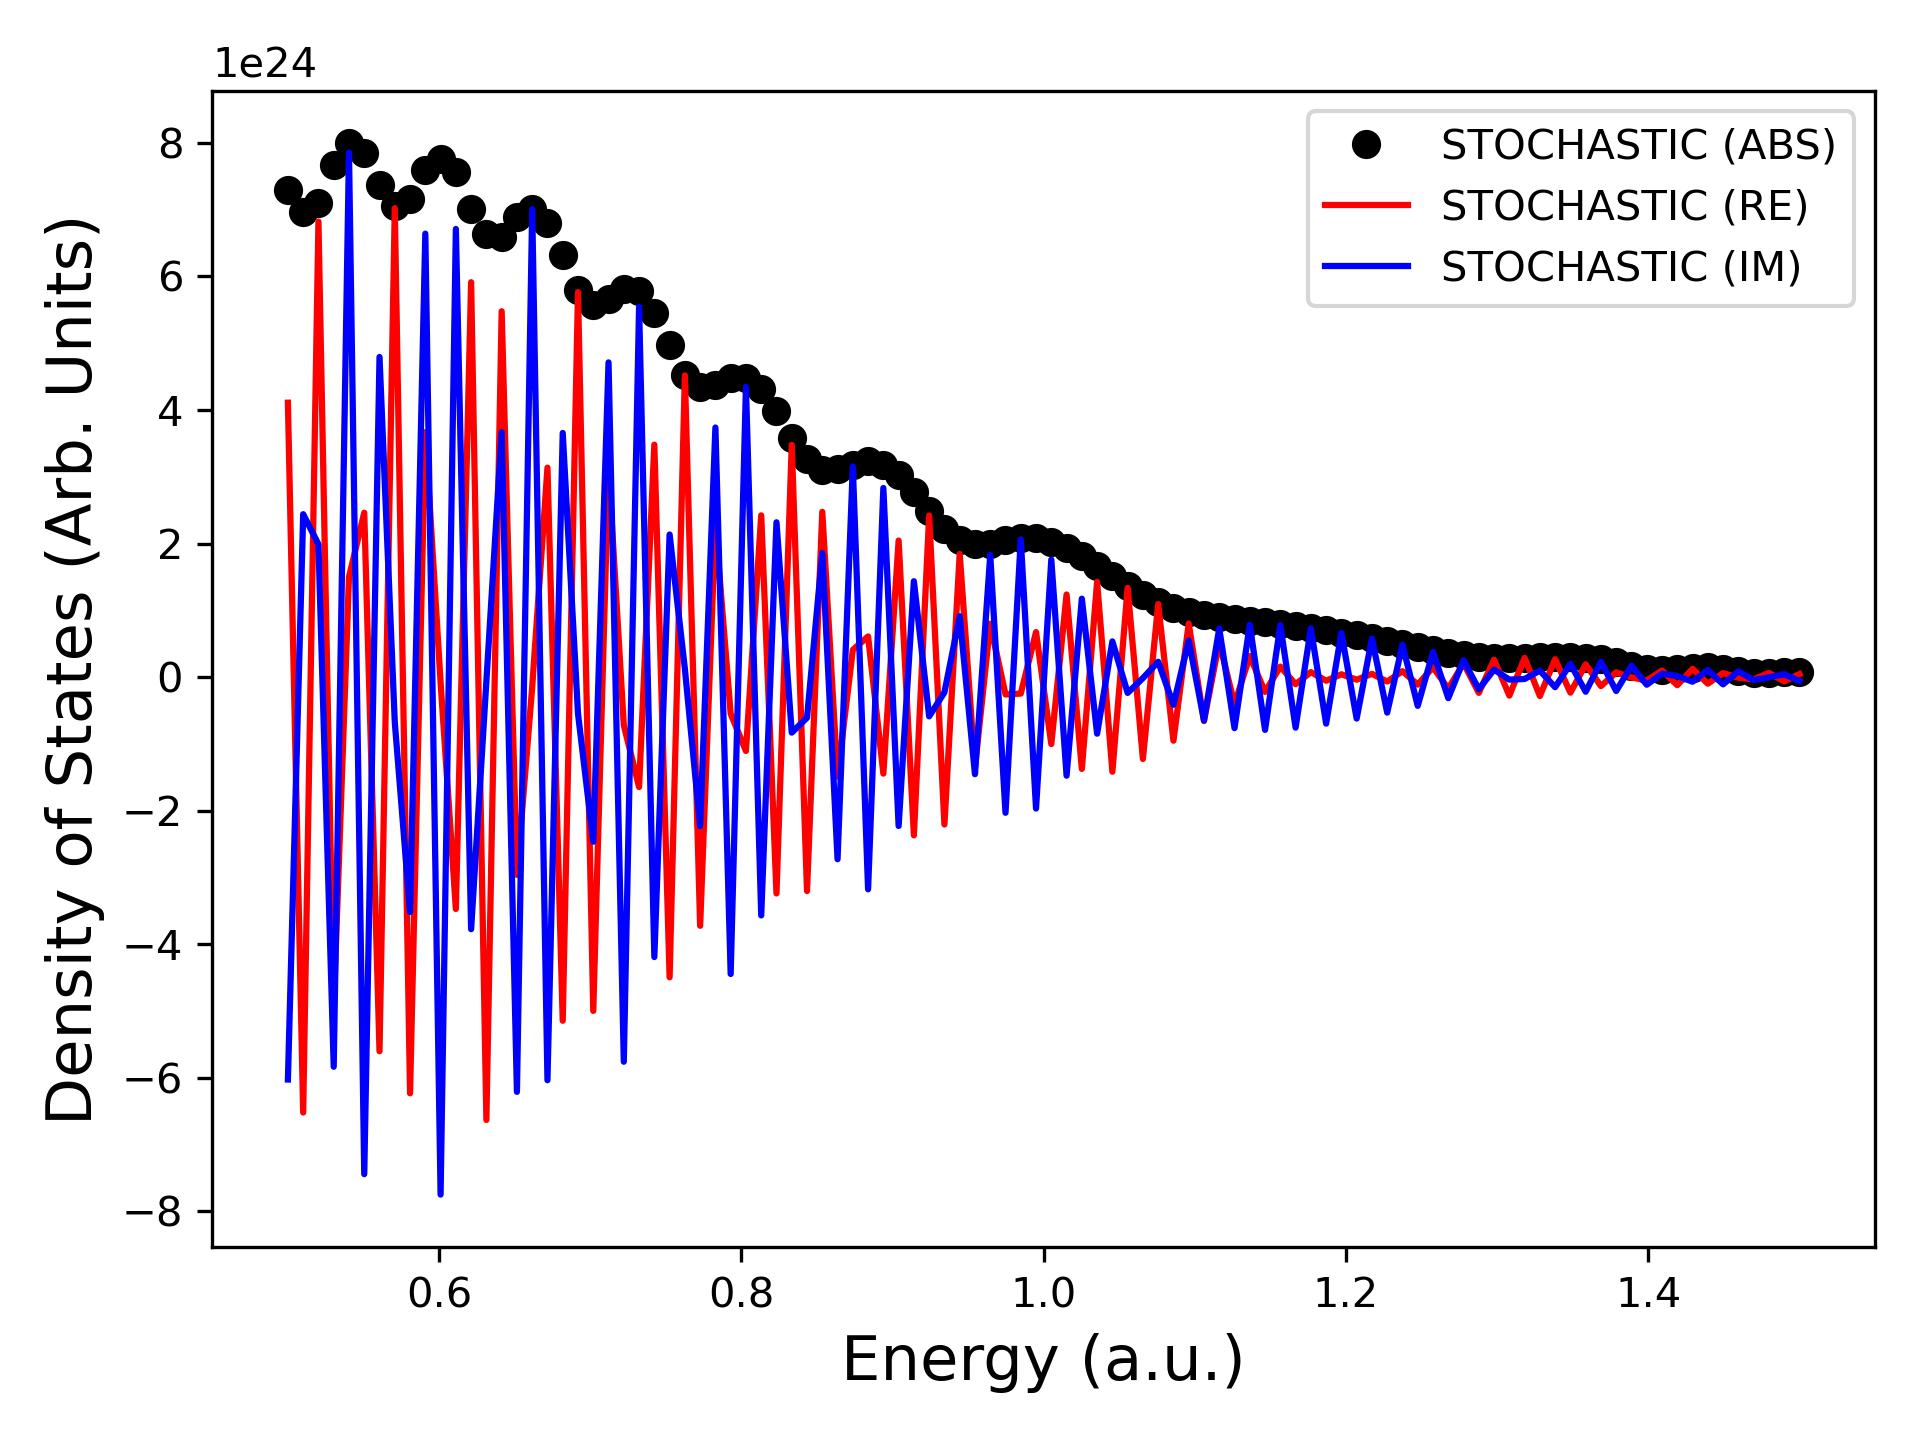 1e24
8
6
4
2
0
−2
−4
−6
−8
Density of States (Arb. Units)
STOCHASTIC (ABS)
STOCHASTIC (RE)
STOCHASTIC (IM)
0.6 0.8 1.0 1.2 1.4
Energy (a.u.)